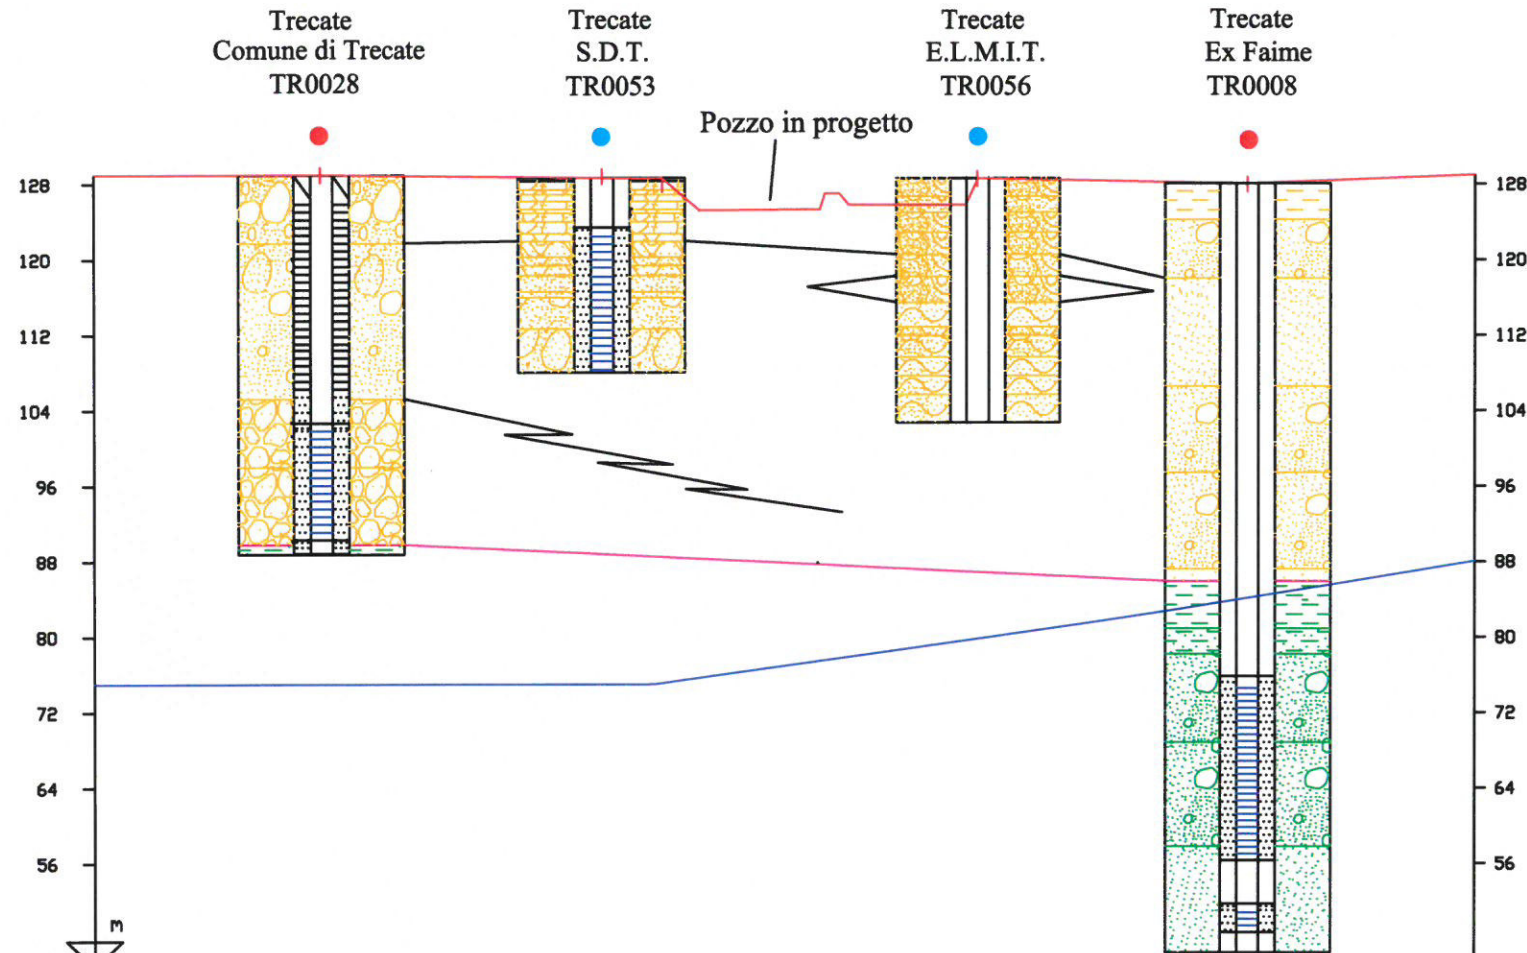 Trecate
Comune di Trecate
TR0028
Trecate
S.D.T.
TR0053
Trecate
E.L.M.I.T.
TR0056
Trecate
Ex Faime
TR0008
Pozzo in progetto
128
120
112
104
96
88
80
72
64
56
m
128
120
112
104
96
88
80
72
64
56